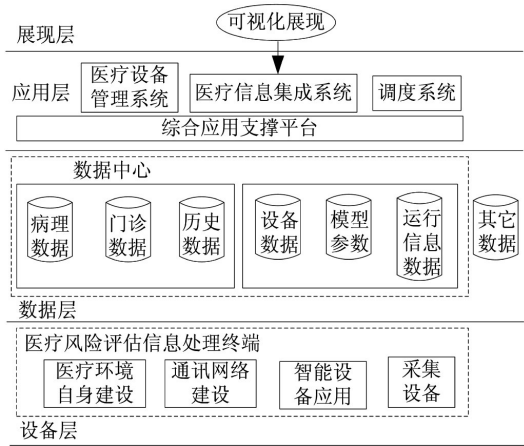 可视化展现
展现层
医疗设备
管理系统
应用层
医疗信息集成系统
调度系统
综合应用支撑平台
数据中心
病理
数据
门诊
数据
历史
数据
设备
数据
模型
参数
运行
信息
数据
其它
数据
数据层
医疗风险评估信息处理终端
医疗环境
自身建设
通讯网络
建设
智能设
备应用
采集
设备
设备层